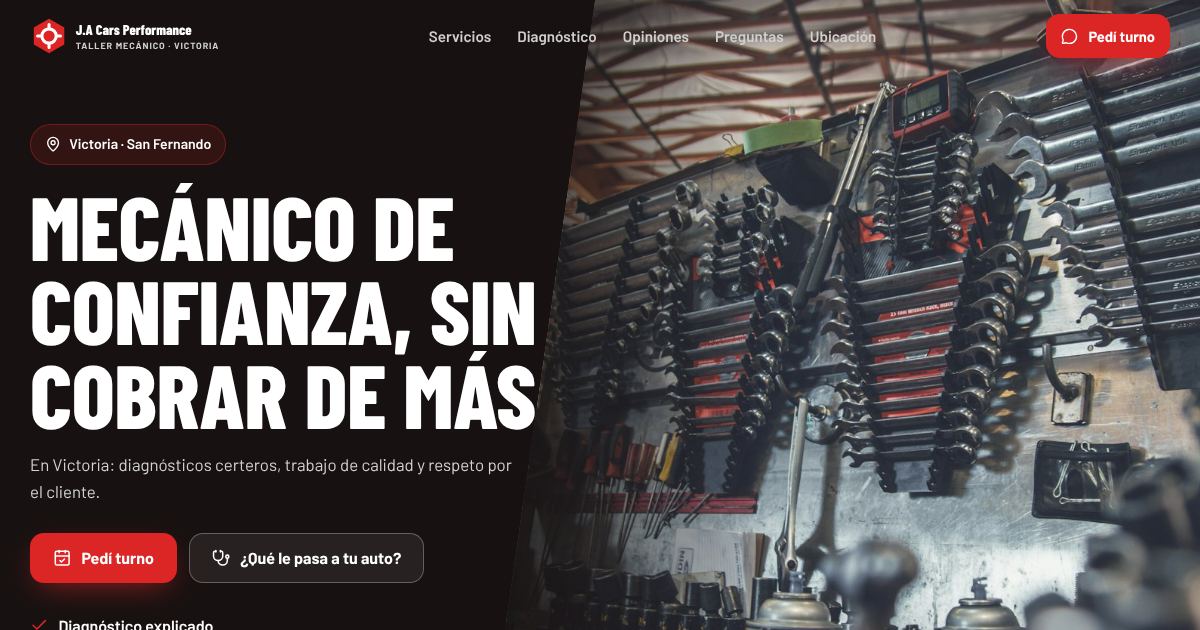 J.A Cars Performance
TALLER MECÁNICO · VICTORIA
Servicios
Diagnóstico
Opiniones
Preguntas
Ubicación
Pedí turno
Victoria · San Fernando
MECÁNICO DE
CONFIANZA, SIN
COBRAR DE MÁS
En Victoria: diagnósticos certeros, trabajo de calidad y respeto por
el cliente.
Pedí turno
¿Qué le pasa a tu auto?
Diagnóstico explicado